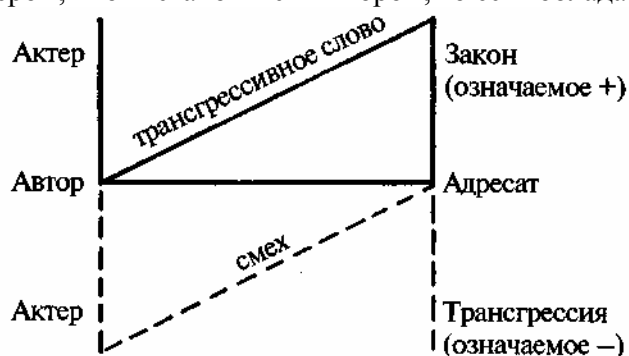 Актер
трансгрессивное слово
Закон
(означаемое +)
Автор
Адресат
смех
Актер
Трансгрессия
(означаемое –)